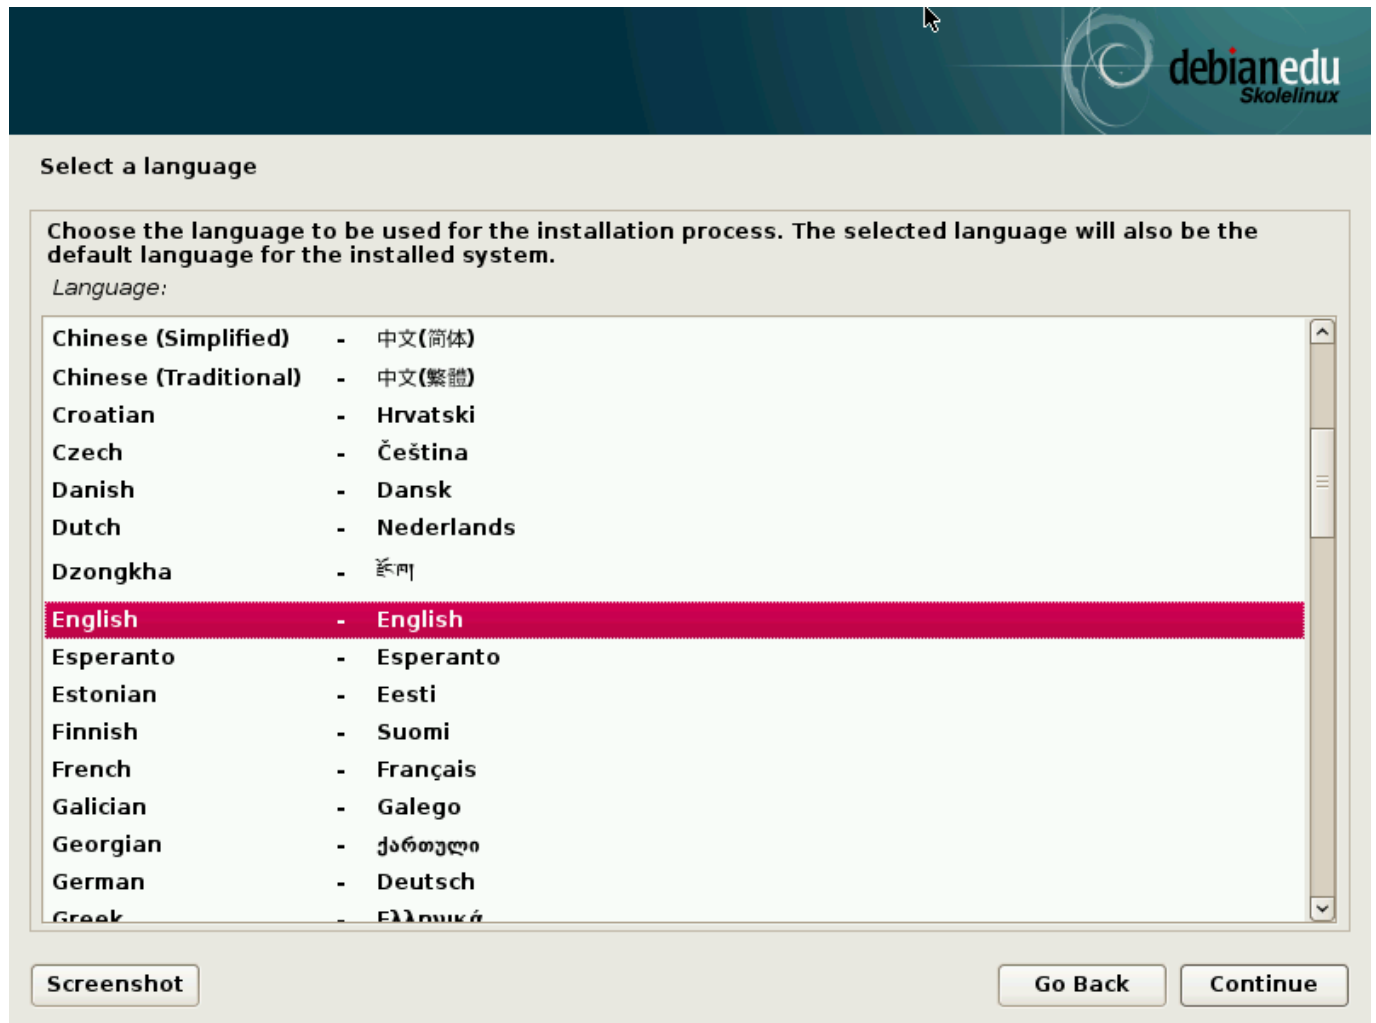 debianedu
Skolelinux
Select a language
Choose the language to be used for the installation process. The selected language will also be the
default language for the installed system.
Language:
Chinese (Simplified) - 中文(简体)
Chinese (Traditional) - 中文(繁體)
Croatian - Hrvatski
Czech - Čeština
Danish - Dansk
Dutch - Nederlands
Dzongkha - རྫོང་ཁ།
English - English
Esperanto - Esperanto
Estonian - Eesti
Finnish - Suomi
French - Français
Galician - Galego
Georgian - ქართული
German - Deutsch
Greek - Ελληνικά
Screenshot Go Back Continue